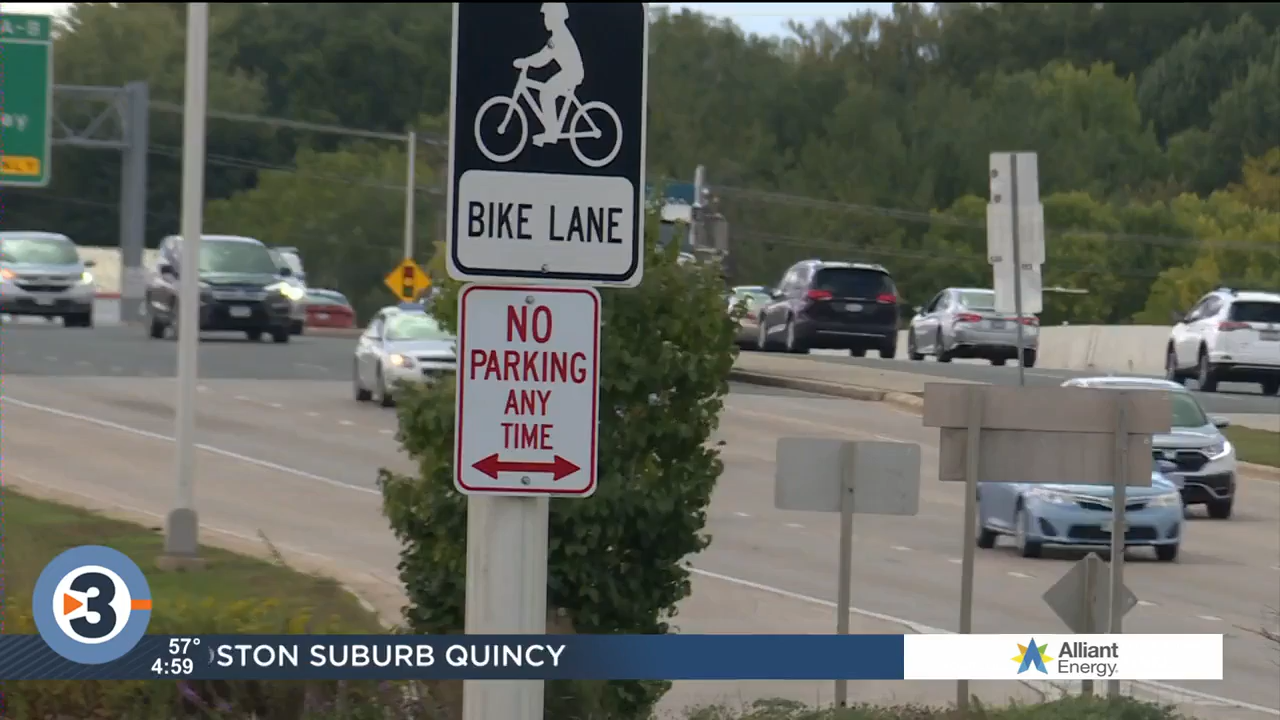 A-B
BIKE LANE
NO
PARKING
ANY
TIME
3
57°
4:59
STON SUBURB QUINCY
Alliant
Energy